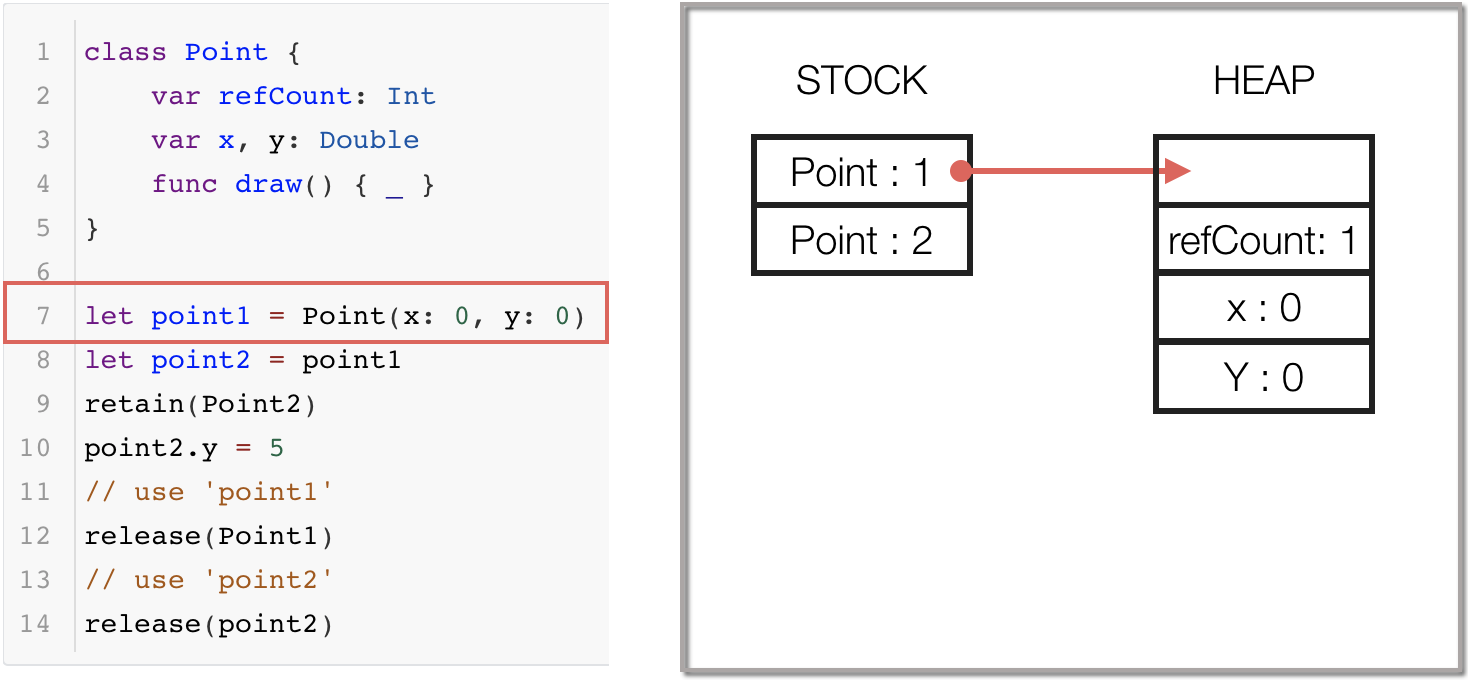 1 class Point {
2 var refCount: Int
3 var x, y: Double
4 func draw() { _ }
5 }
6
7 let point1 = Point(x: 0, y: 0)
8 let point2 = point1
9 retain(Point2)
10 point2.y = 5
11 // use 'point1'
12 release(Point1)
13 // use 'point2'
14 release(point2)
STOCK
Point : 1
Point : 2
HEAP
refCount: 1
x : 0
Y : 0